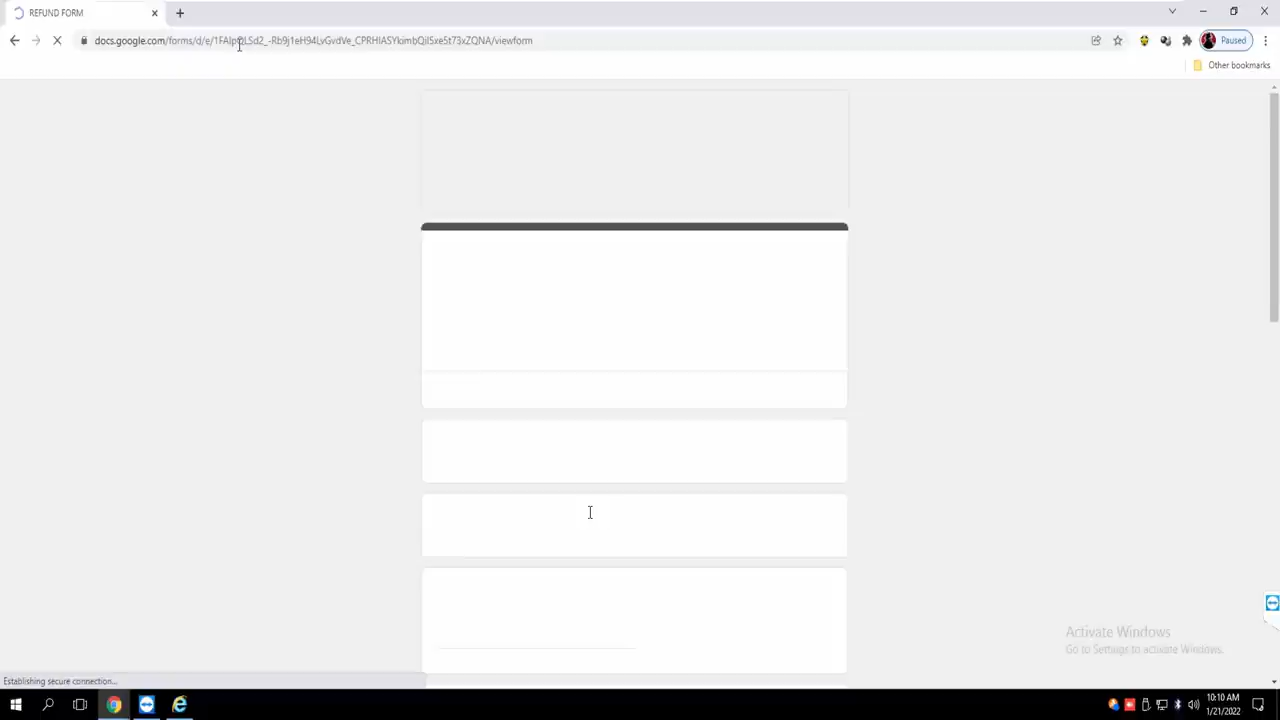 REFUND FORM
docs.google.com/forms/d/e/1FAIpQLSd2_-Rb9j1eH94LvGvdVe_CPRHIASYkimbQilSxe5t73xZQNA/viewform
Paused
Other bookmarks
Activate Windows
Go to Settings to activate Windows.
Establishing secure connection...
10:10 AM
1/21/2022